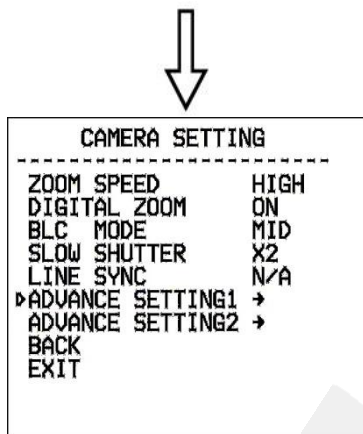 CAMERA SETTING
ZOOM SPEED HIGH
DIGITAL ZOOM ON
BLC MODE MID
SLOW SHUTTER X2
LINE SYNC N/A
ADVANCE SETTING1 →
ADVANCE SETTING2 →
BACK
EXIT